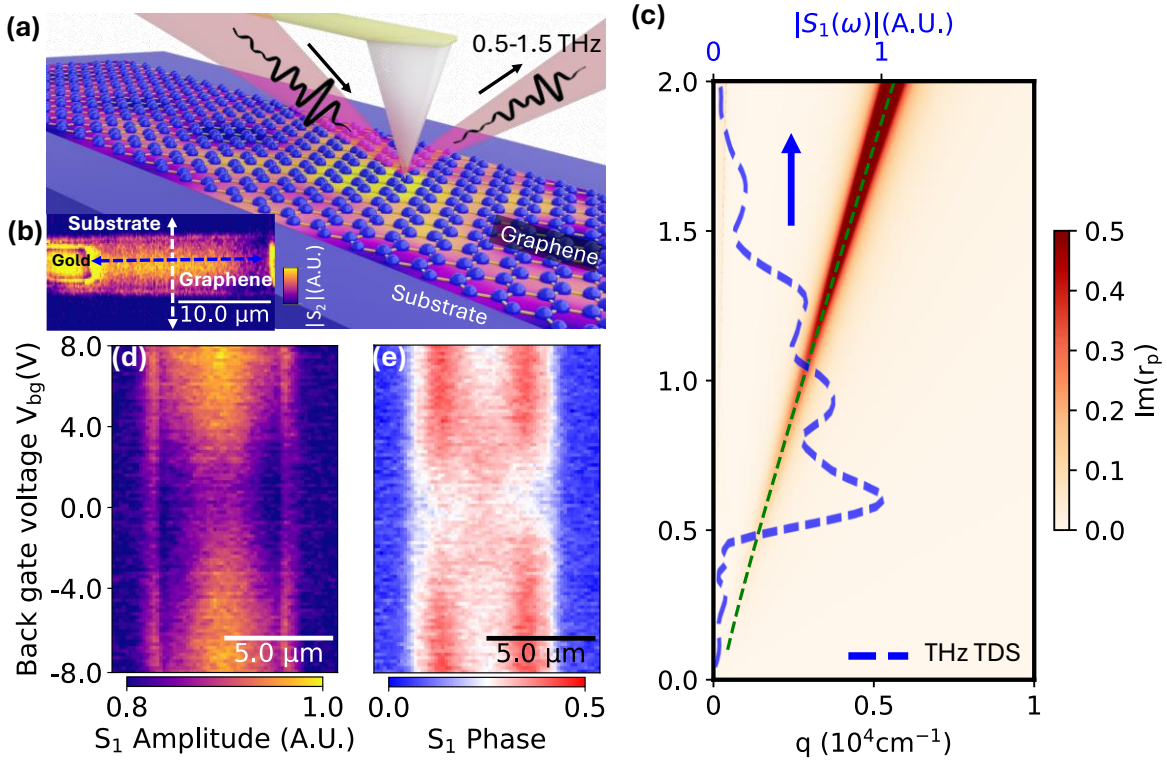 (a)
0.5-1.5 THz
Graphene
Substrate
(b)
Substrate
Gold
Graphene
10.0 μm
|S₂|(A.U.)
(c)
|S₁(ω)|(A.U.)
0 1
2.0
1.5
1.0
0.5
0.0
THz TDS
0 0.5 1
q (10⁴cm⁻¹)
0.5
0.4
0.3
0.2
0.1
0.0
Im(rₚ)
(d)
Back gate voltage V_bg(V)
8.0
4.0
0.0
-4.0
-8.0
5.0 μm
0.8 1.0
S₁ Amplitude (A.U.)
(e)
5.0 μm
0.0 0.5
S₁ Phase